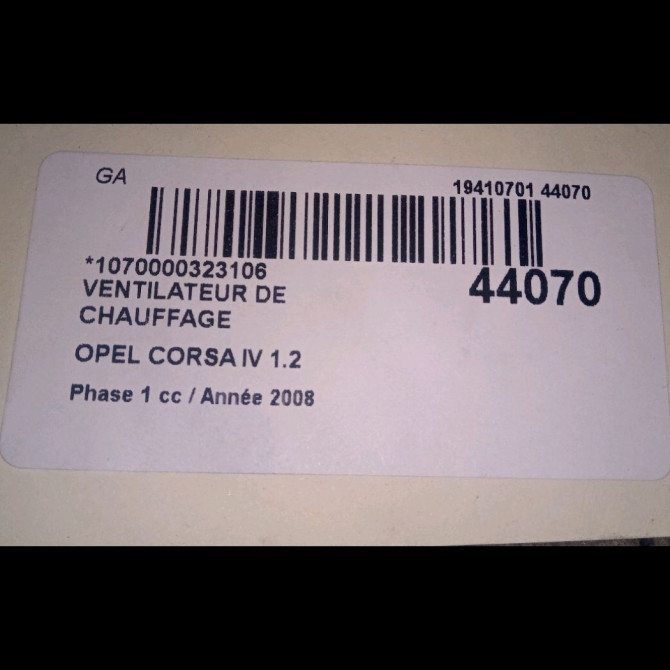 GA
19410701 44070
*1070000323106
44070
VENTILATEUR DE
CHAUFFAGE
OPEL CORSA IV 1.2
Phase 1 cc / Année 2008